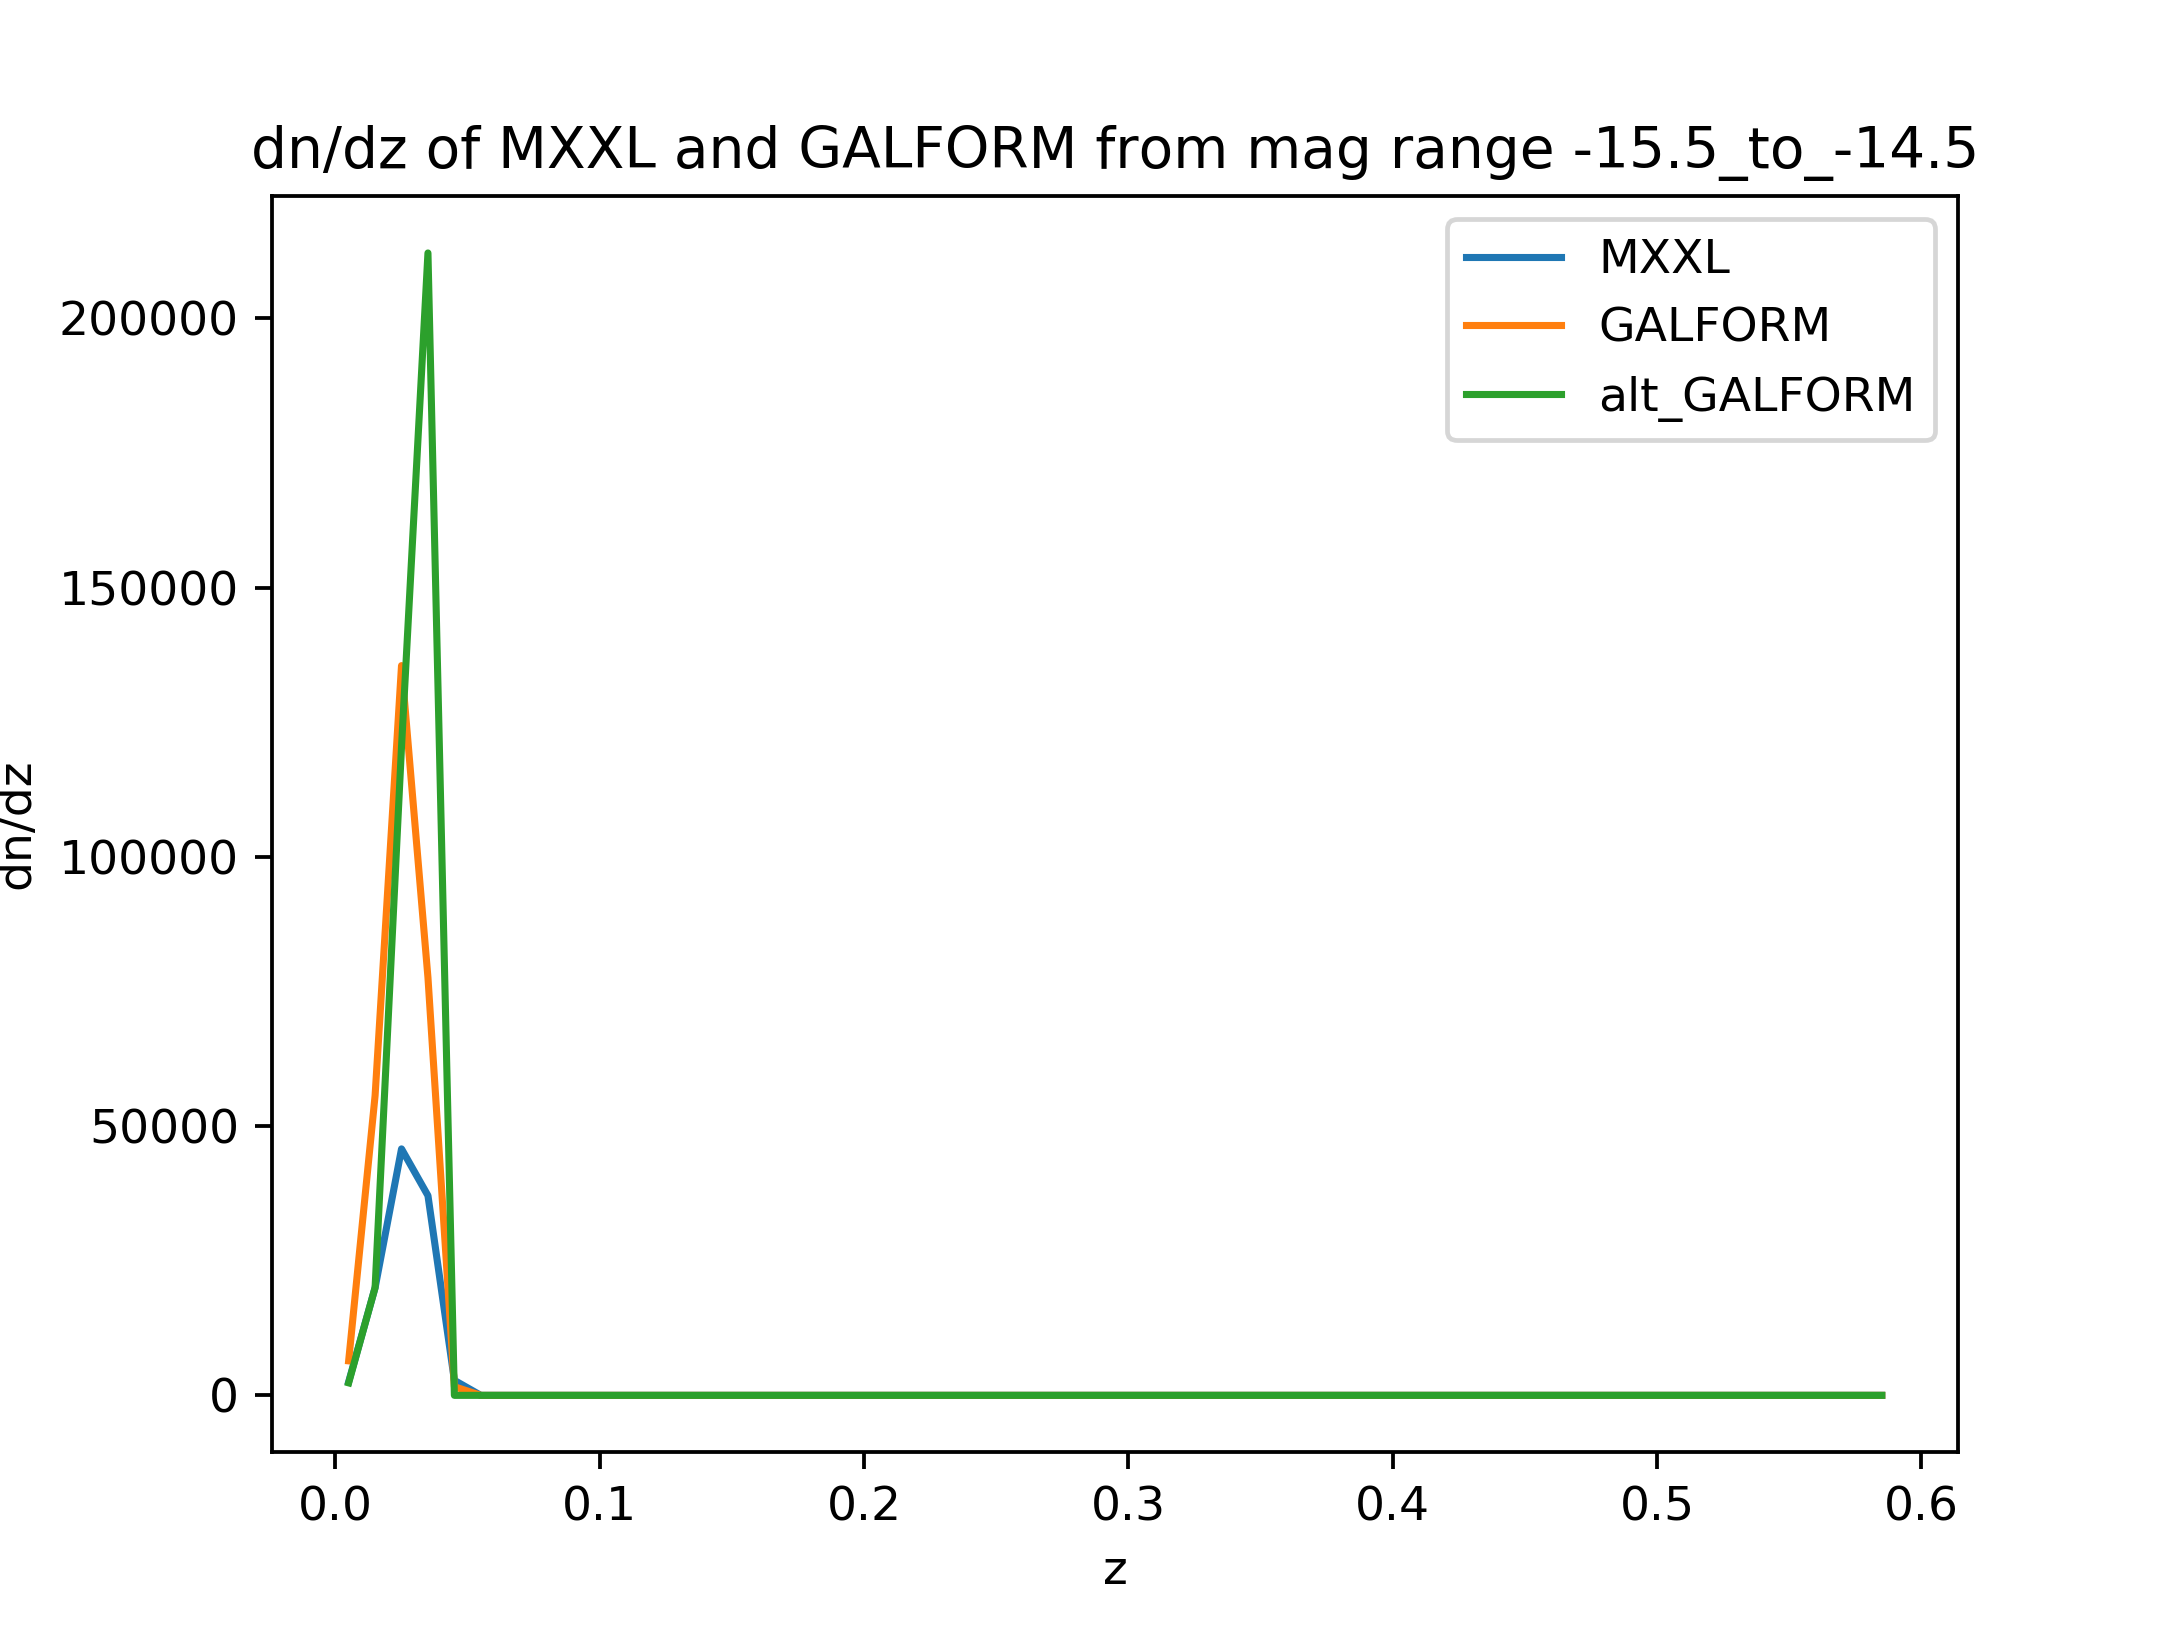 dn/dz of MXXL and GALFORM from mag range -15.5_to_-14.5
MXXL
GALFORM
alt_GALFORM
200000
150000
100000
50000
0
dn/dz
0.0 0.1 0.2 0.3 0.4 0.5 0.6
z